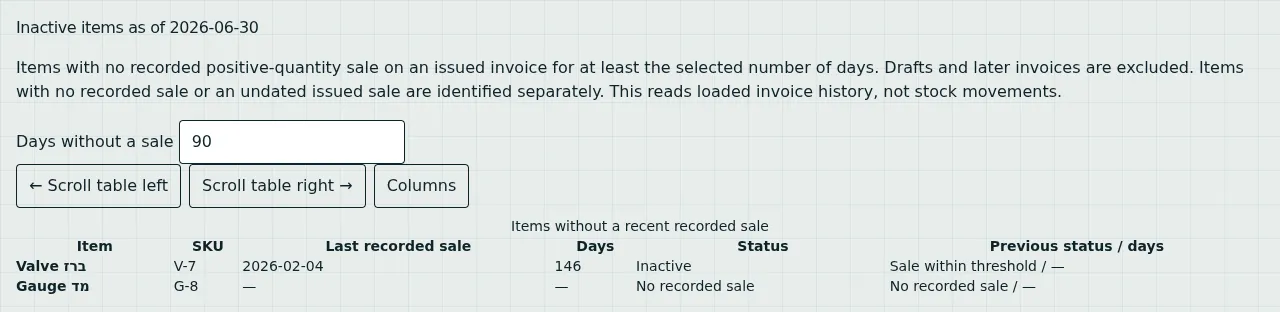 Inactive items as of 2026-06-30
Items with no recorded positive-quantity sale on an issued invoice for at least the selected number of days. Drafts and later invoices are excluded. Items
with no recorded sale or an undated issued sale are identified separately. This reads loaded invoice history, not stock movements.
Days without a sale 90
← Scroll table left Scroll table right → Columns
Items without a recent recorded sale
Item SKU Last recorded sale Days Status Previous status / days
Valve ברז V-7 2026-02-04 146 Inactive Sale within threshold / —
Gauge מד G-8 — — No recorded sale No recorded sale / —